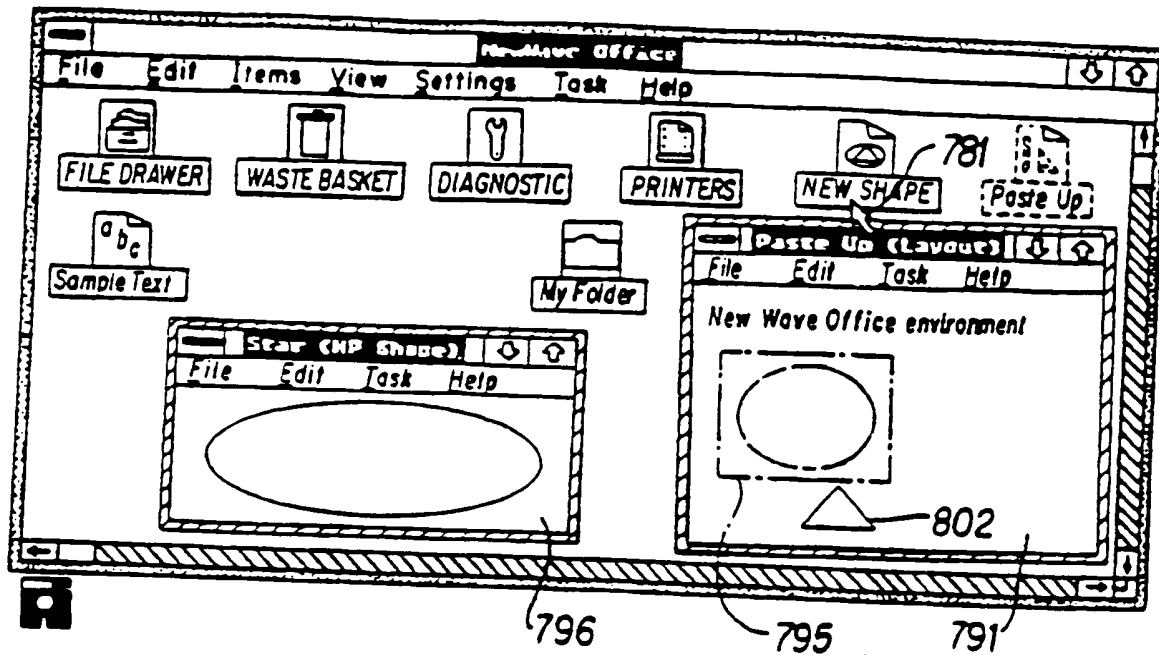 NewWave Office
File Edit Items View Settings Task Help
781
FILE DRAWER WASTE BASKET DIAGNOSTIC PRINTERS NEW SHAPE Paste Up
abc
Sample Text My Folder
Paste Up (Layout)
File Edit Task Help
New Wave Office environment
Star (HP Shape)
File Edit Task Help
802
796 795 791